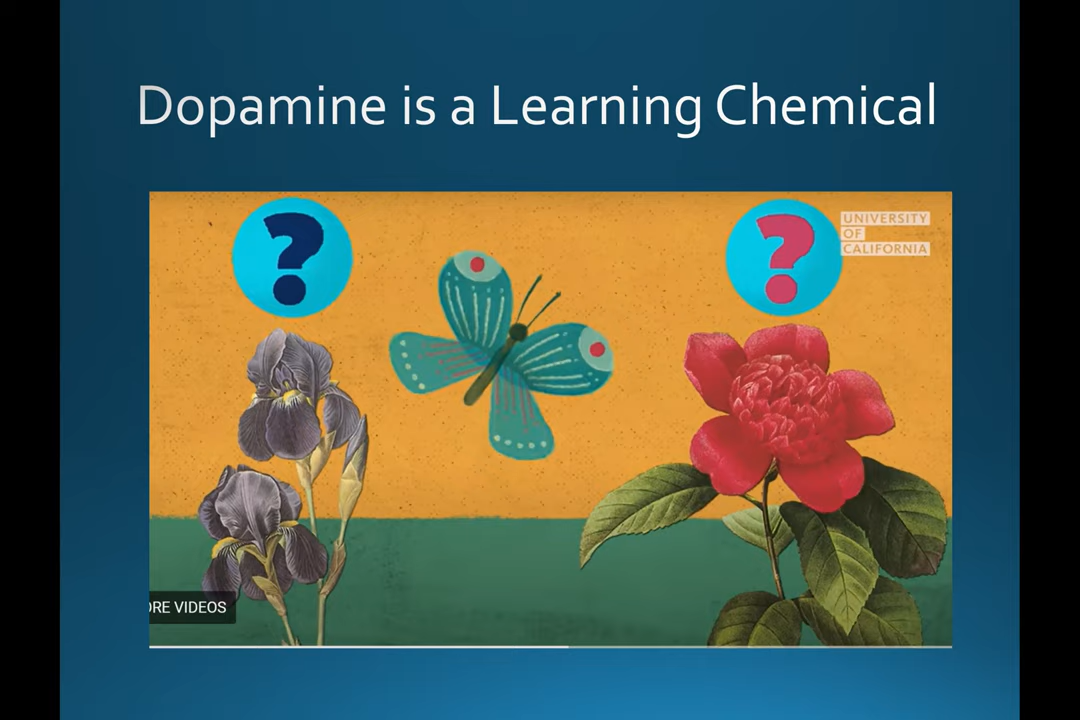 Dopamine is a Learning Chemical
?
?
UNIVERSITY
OF
CALIFORNIA
ORE VIDEOS